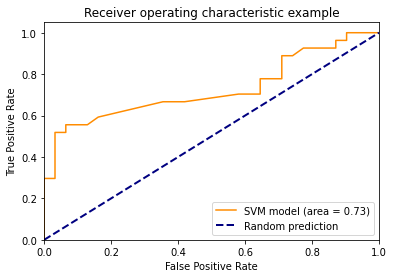 Receiver operating characteristic example
True Positive Rate
1.0
0.8
0.6
0.4
0.2
0.0
SVM model (area = 0.73)
Random prediction
0.0 0.2 0.4 0.6 0.8 1.0
False Positive Rate